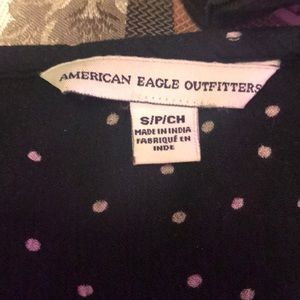 AMERICAN EAGLE OUTFITTERS
S/P/CH
MADE IN INDIA
FABRIQUÉ EN
INDE